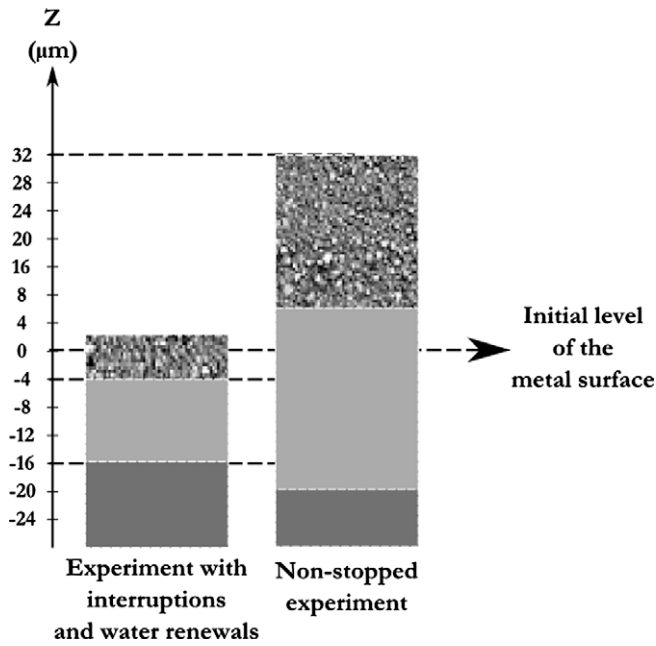 Z
(μm)
32
28
24
20
16
8
4
0
-4
-8
-12
-16
-20
-24
Initial level
of the
metal surface
Experiment with
interruptions
and water renewals
Non-stopped
experiment